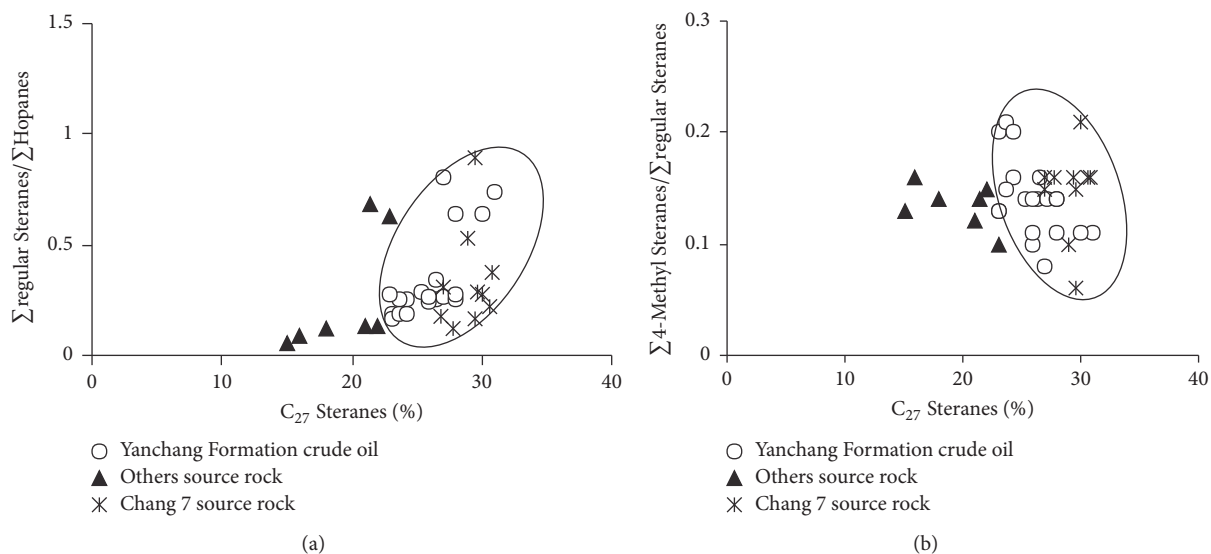 1.5
1
0.5
0
0 10 20 30 40
∑regular Steranes/∑Hopanes
C₂₇ Steranes (%)
Yanchang Formation crude oil
Others source rock
Chang 7 source rock
(a)
0.3
0.2
0.1
0
0 10 20 30 40
∑4-Methyl Steranes/∑regular Steranes
C₂₇ Steranes (%)
Yanchang Formation crude oil
Others source rock
Chang 7 source rock
(b)